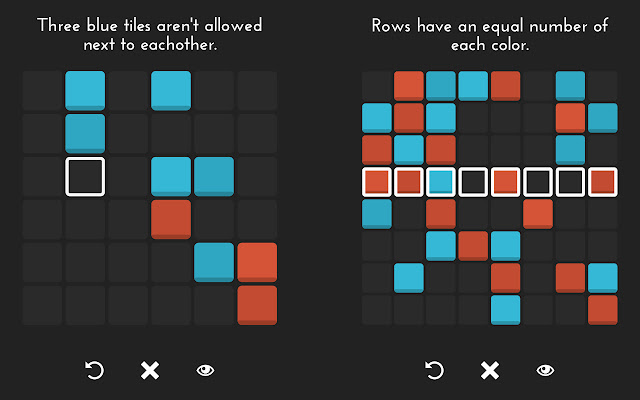 Three blue tiles aren't allowed
next to eachother.
Rows have an equal number of
each color.